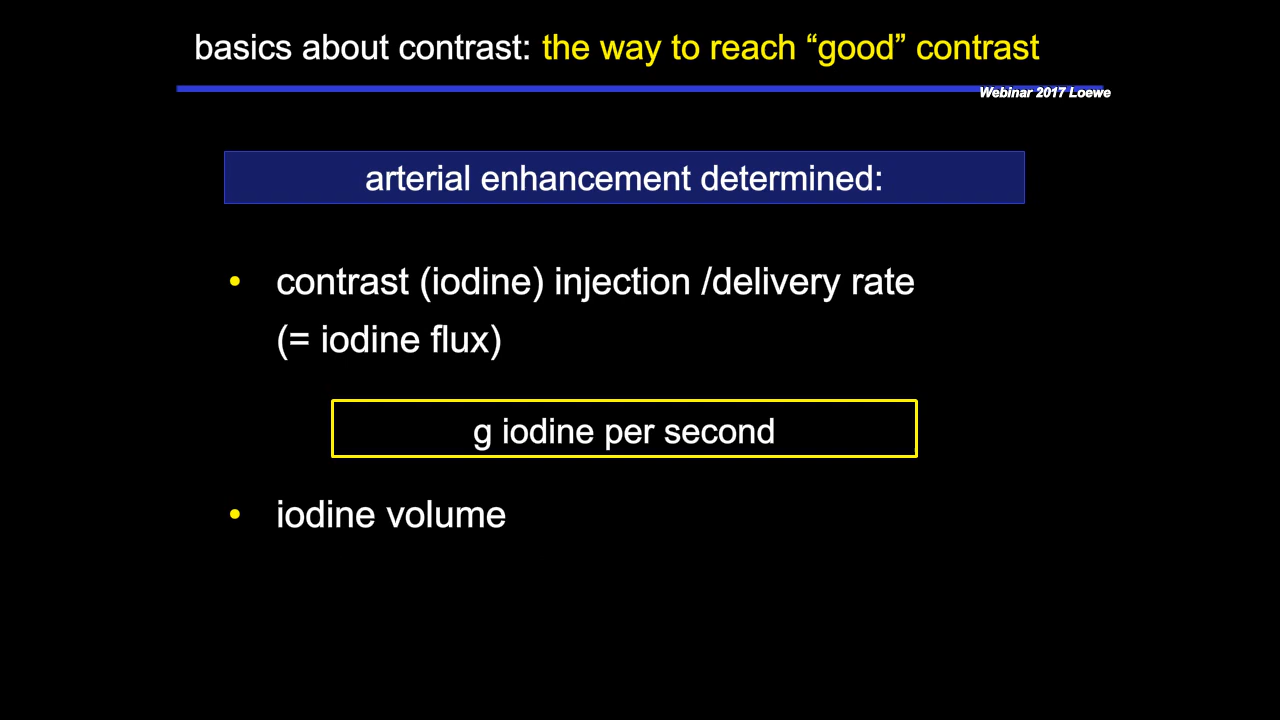 basics about contrast: the way to reach “good” contrast
Webinar 2017 Loewe
arterial enhancement determined:
• contrast (iodine) injection /delivery rate
(= iodine flux)
g iodine per second
• iodine volume